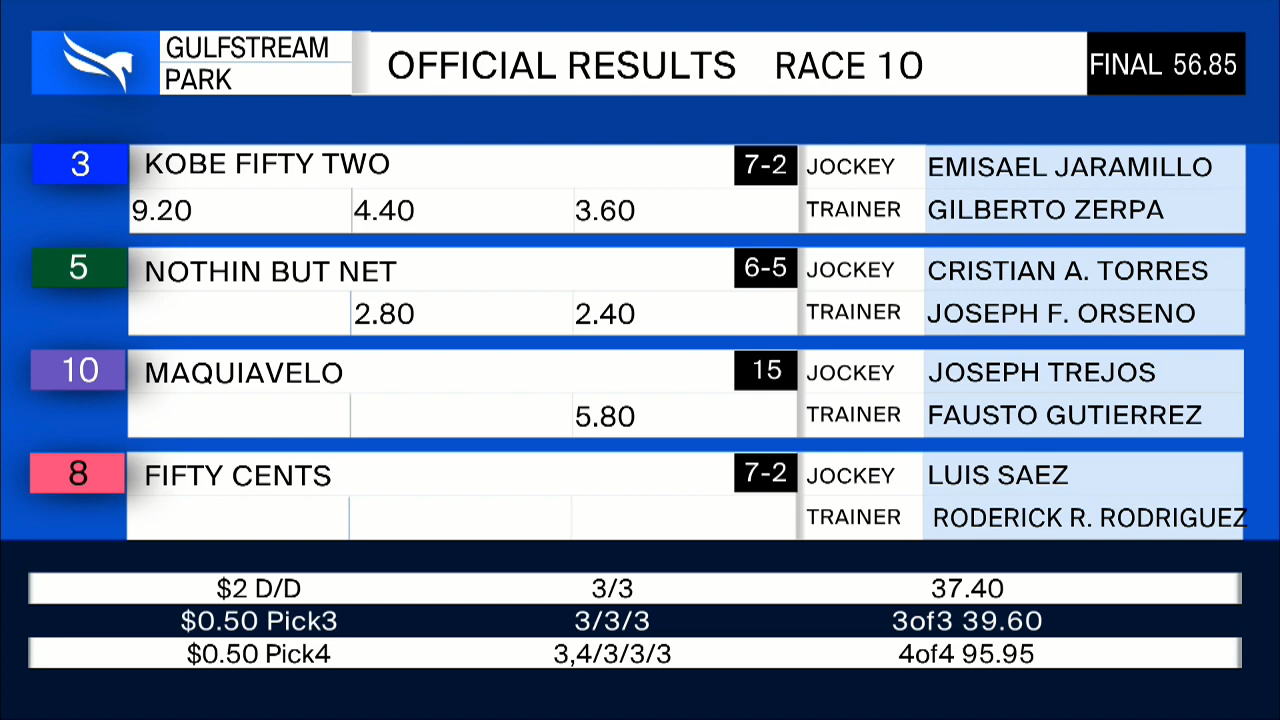 GULFSTREAM
PARK
OFFICIAL RESULTS RACE 10
FINAL 56.85
3 KOBE FIFTY TWO 7-2 JOCKEY EMISAEL JARAMILLO
9.20 4.40 3.60 TRAINER GILBERTO ZERPA
5 NOTHIN BUT NET 6-5 JOCKEY CRISTIAN A. TORRES
2.80 2.40 TRAINER JOSEPH F. ORSENO
10 MAQUIAVELO 15 JOCKEY JOSEPH TREJOS
5.80 TRAINER FAUSTO GUTIERREZ
8 FIFTY CENTS 7-2 JOCKEY LUIS SAEZ
TRAINER RODERICK R. RODRIGUEZ
$2 D/D 3/3 37.40
$0.50 Pick3 3/3/3 3of3 39.60
$0.50 Pick4 3,4/3/3/3 4of4 95.95